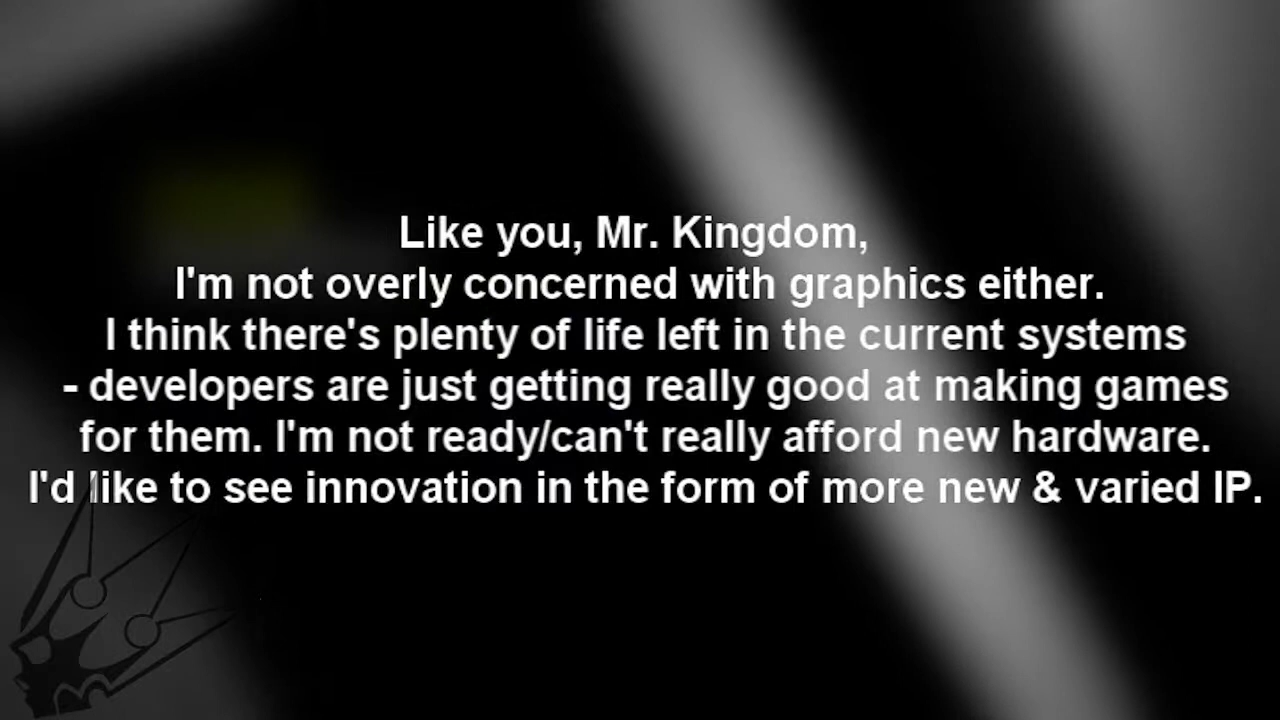 Like you, Mr. Kingdom,
I'm not overly concerned with graphics either.
I think there's plenty of life left in the current systems
- developers are just getting really good at making games
for them. I'm not ready/can't really afford new hardware.
I'd like to see innovation in the form of more new & varied IP.